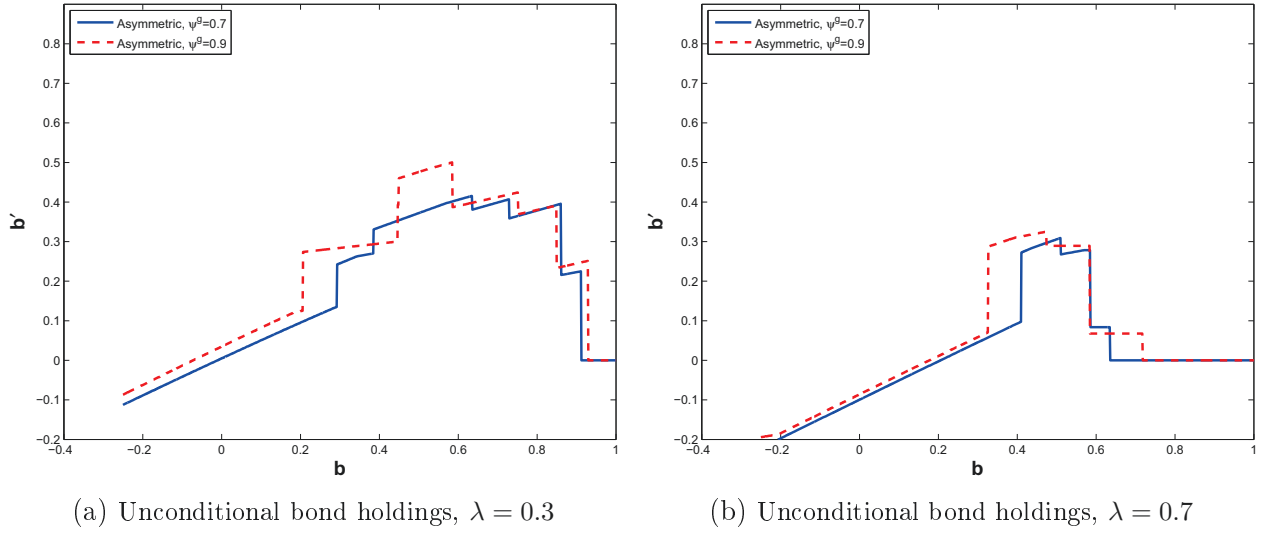 Asymmetric, ψᵍ=0.7
Asymmetric, ψᵍ=0.9
0.8
0.7
0.6
0.5
0.4
0.3
0.2
0.1
0
−0.1
−0.2
b′
−0.4 −0.2 0 0.2 0.4 0.6 0.8 1
b
(a) Unconditional bond holdings, λ = 0.3
Asymmetric, ψᵍ=0.7
Asymmetric, ψᵍ=0.9
0.8
0.7
0.6
0.5
0.4
0.3
0.2
0.1
0
−0.1
−0.2
b′
−0.4 −0.2 0 0.2 0.4 0.6 0.8 1
b
(b) Unconditional bond holdings, λ = 0.7